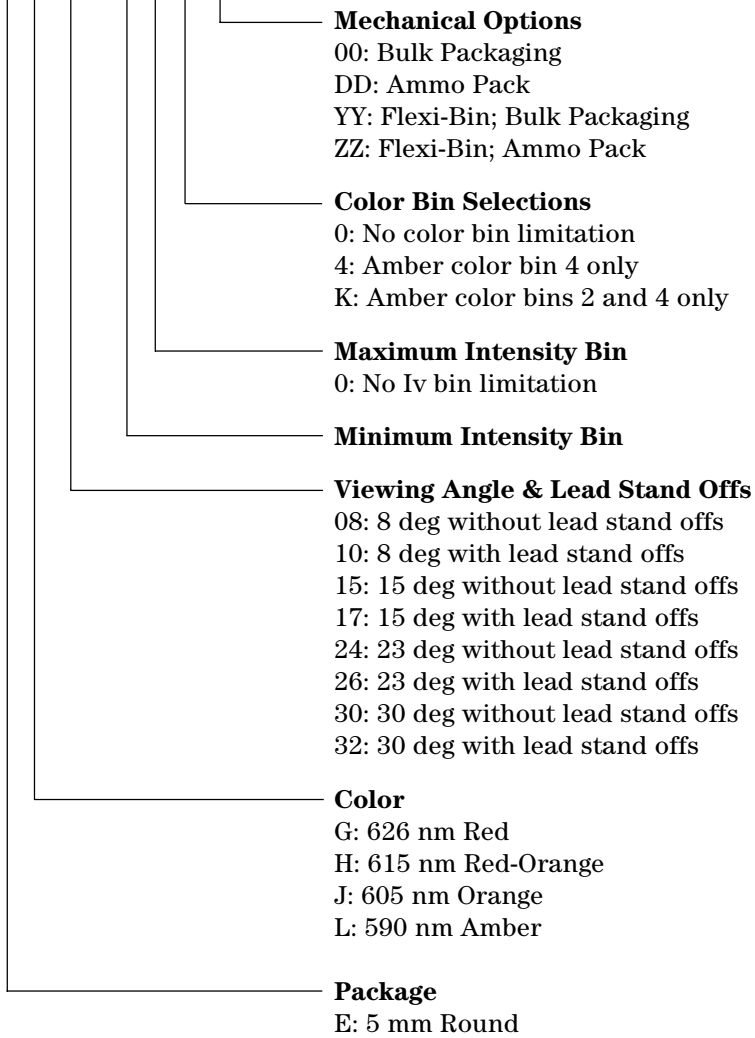 Mechanical Options
00: Bulk Packaging
DD: Ammo Pack
YY: Flexi-Bin; Bulk Packaging
ZZ: Flexi-Bin; Ammo Pack
Color Bin Selections
0: No color bin limitation
4: Amber color bin 4 only
K: Amber color bins 2 and 4 only
Maximum Intensity Bin
0: No Iv bin limitation
Minimum Intensity Bin
Viewing Angle & Lead Stand Offs
08: 8 deg without lead stand offs
10: 8 deg with lead stand offs
15: 15 deg without lead stand offs
17: 15 deg with lead stand offs
24: 23 deg without lead stand offs
26: 23 deg with lead stand offs
30: 30 deg without lead stand offs
32: 30 deg with lead stand offs
Color
G: 626 nm Red
H: 615 nm Red-Orange
J: 605 nm Orange
L: 590 nm Amber
Package
E: 5 mm Round